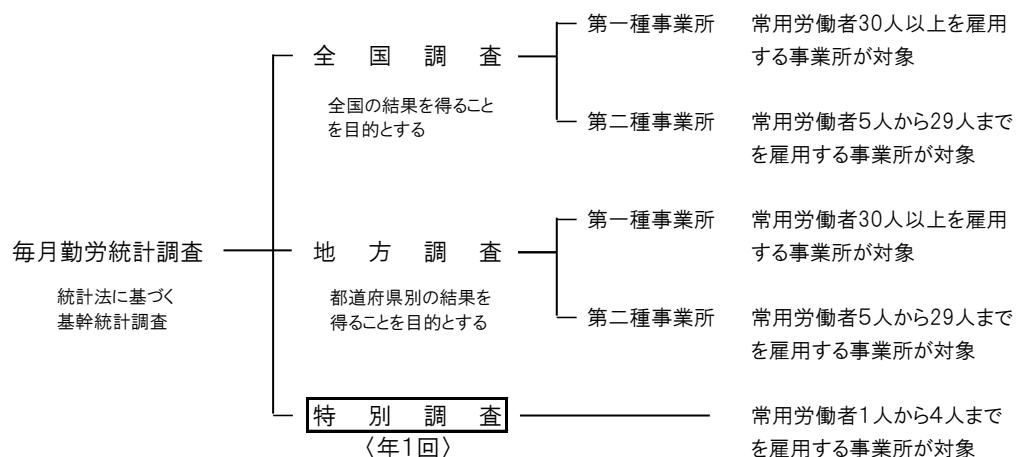 第一種事業所 常用労働者30人以上を雇用
する事業所が対象
全国調査
全国の結果を得ること
を目的とする
第二種事業所 常用労働者5人から29人まで
を雇用する事業所が対象
毎月勤労統計調査
統計法に基づく
基幹統計調査
第一種事業所 常用労働者30人以上を雇用
する事業所が対象
地方調査
都道府県別の結果を
得ることを目的とする
第二種事業所 常用労働者5人から29人まで
を雇用する事業所が対象
特別調査
〈年1回〉
常用労働者1人から4人まで
を雇用する事業所が対象